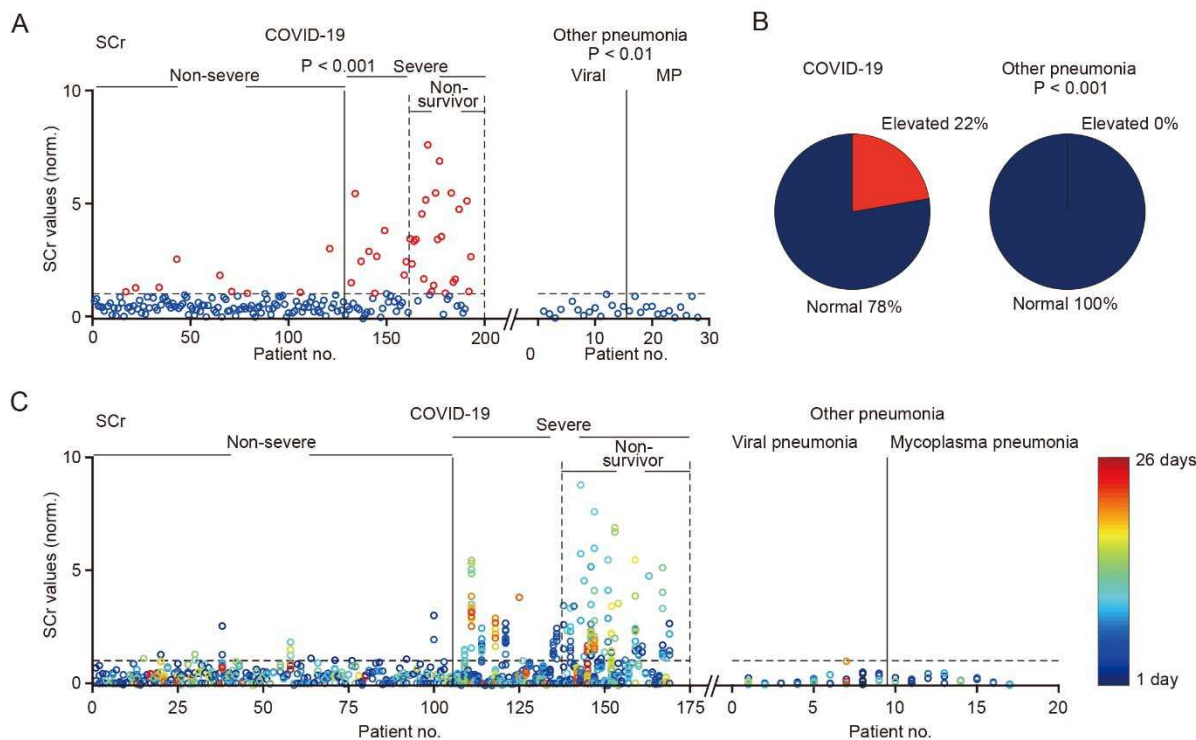 A
SCr
COVID-19
Other pneumonia
P < 0.001
P < 0.01
Non-severe
Severe
Viral
MP
Non-
survivor
10
5
0
SCr values (norm.)
0
50
100
150
200
0
10
20
30
Patient no.
Patient no.
B
COVID-19
Other pneumonia
P < 0.001
Elevated 22%
Elevated 0%
Normal 78%
Normal 100%
C
SCr
COVID-19
Other pneumonia
Severe
Non-severe
Viral pneumonia
Mycoplasma pneumonia
Non-
survivor
10
5
0
SCr values (norm.)
0
25
50
75
100
125
150
175
0
5
10
15
20
Patient no.
Patient no.
26 days
1 day